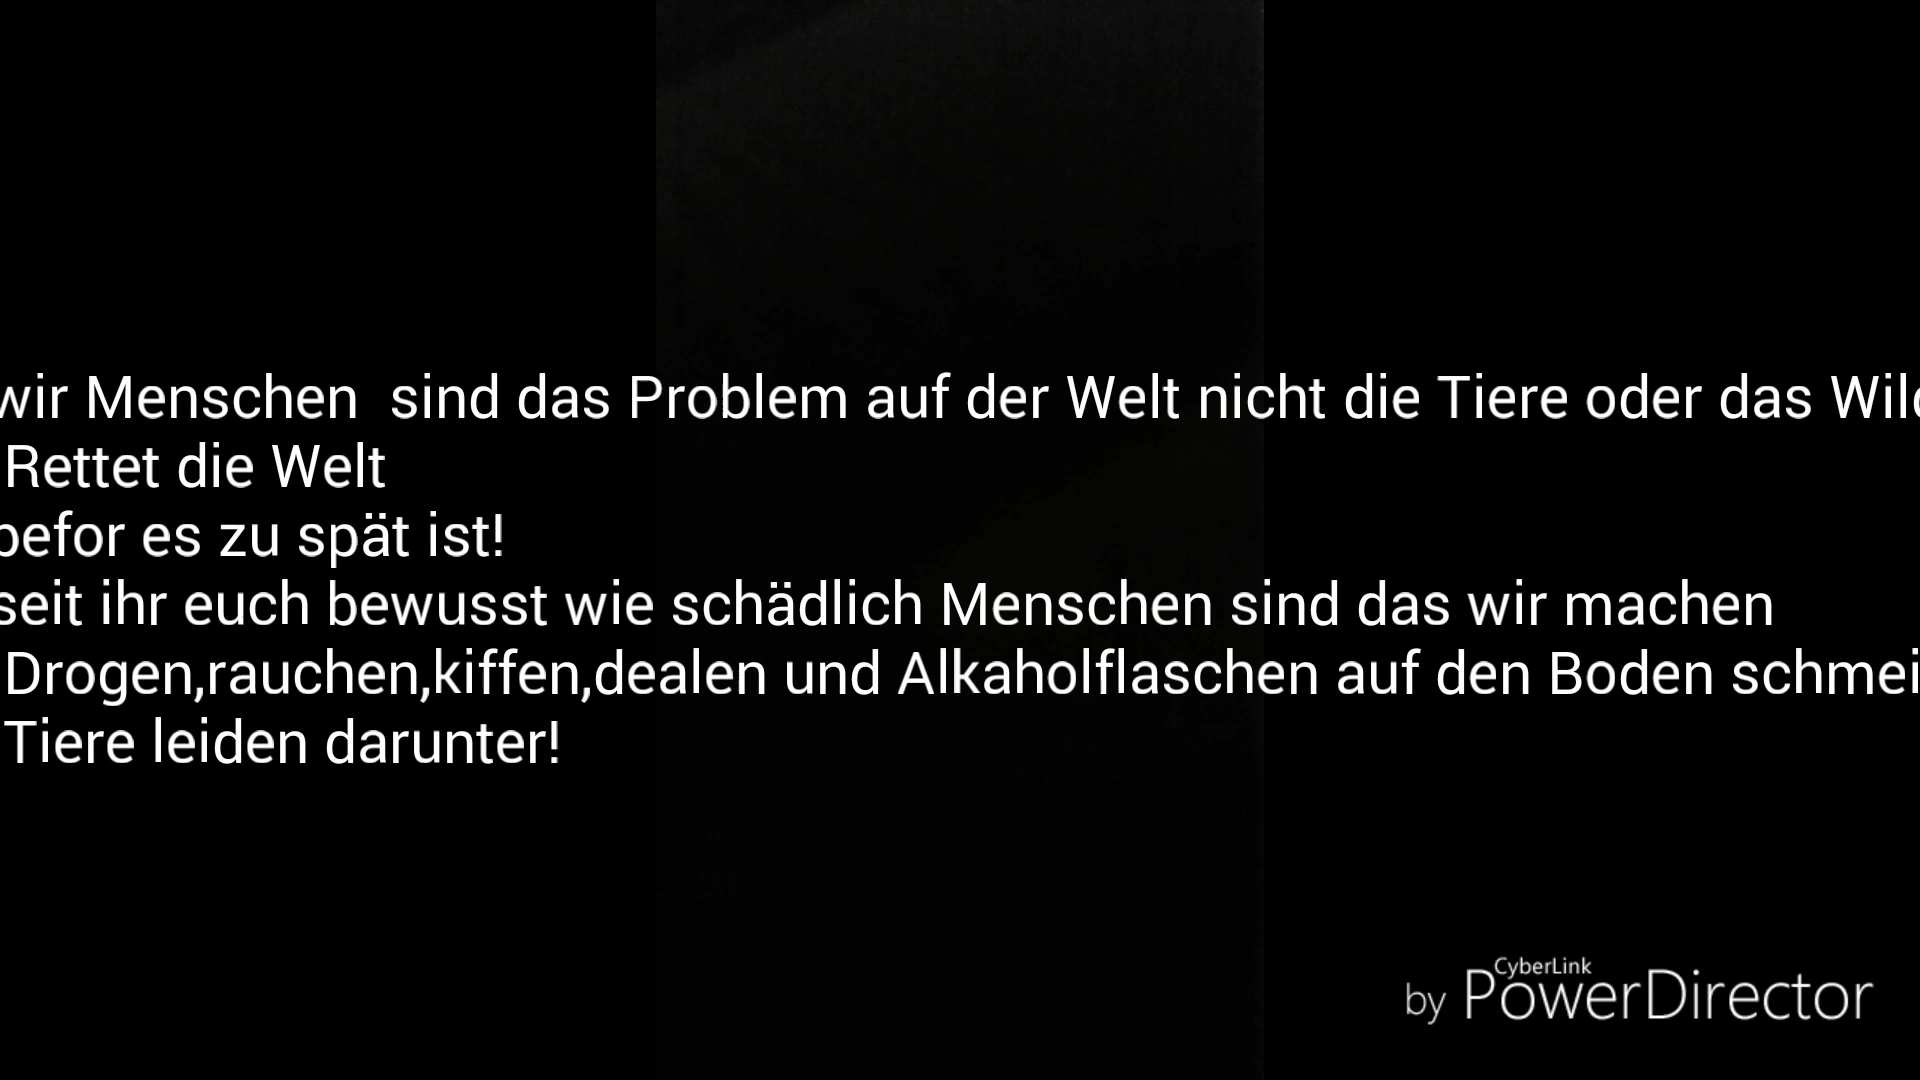 wir Menschen  sind das Problem auf der Welt nicht die Tiere oder das
Rettet die Welt
befor es zu spät ist!
seit ihr euch bewusst wie schädlich Menschen sind das wir machen
Drogen,rauchen,kiffen,dealen und Alkaholflaschen auf den Boden
Tiere leiden darunter!
by CyberLink PowerDirector